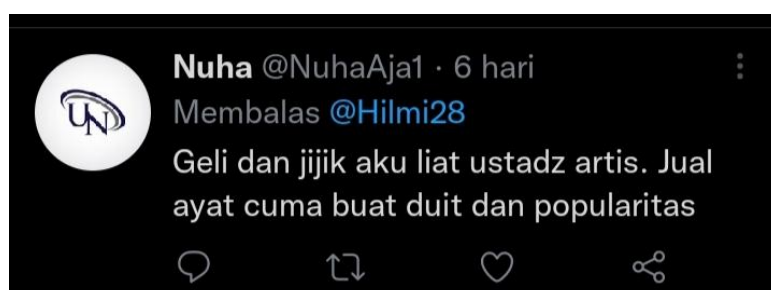 Nuha @NuhaAja1 · 6 hari
Membalas @Hilmi28
Geli dan jijik aku liat ustadz artis. Jual
ayat cuma buat duit dan popularitas
UN